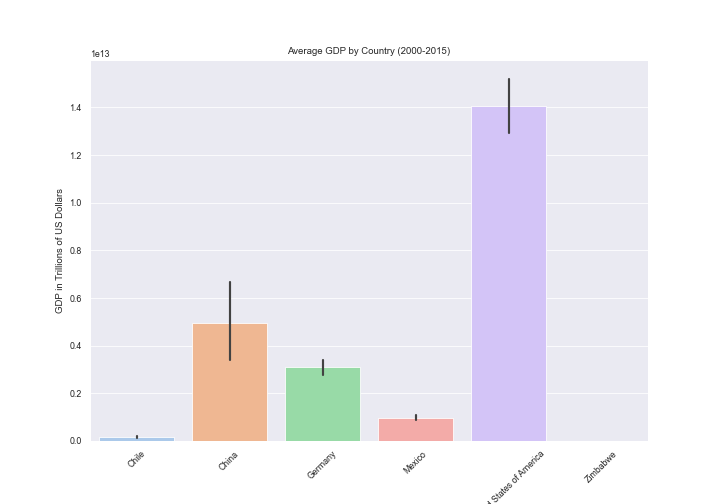 Average GDP by Country (2000-2015)
1e13
GDP in Trillions of US Dollars
1.4
1.2
1.0
0.8
0.6
0.4
0.2
0.0
Chile
China
Germany
Mexico
d States of America
Zimbabwe